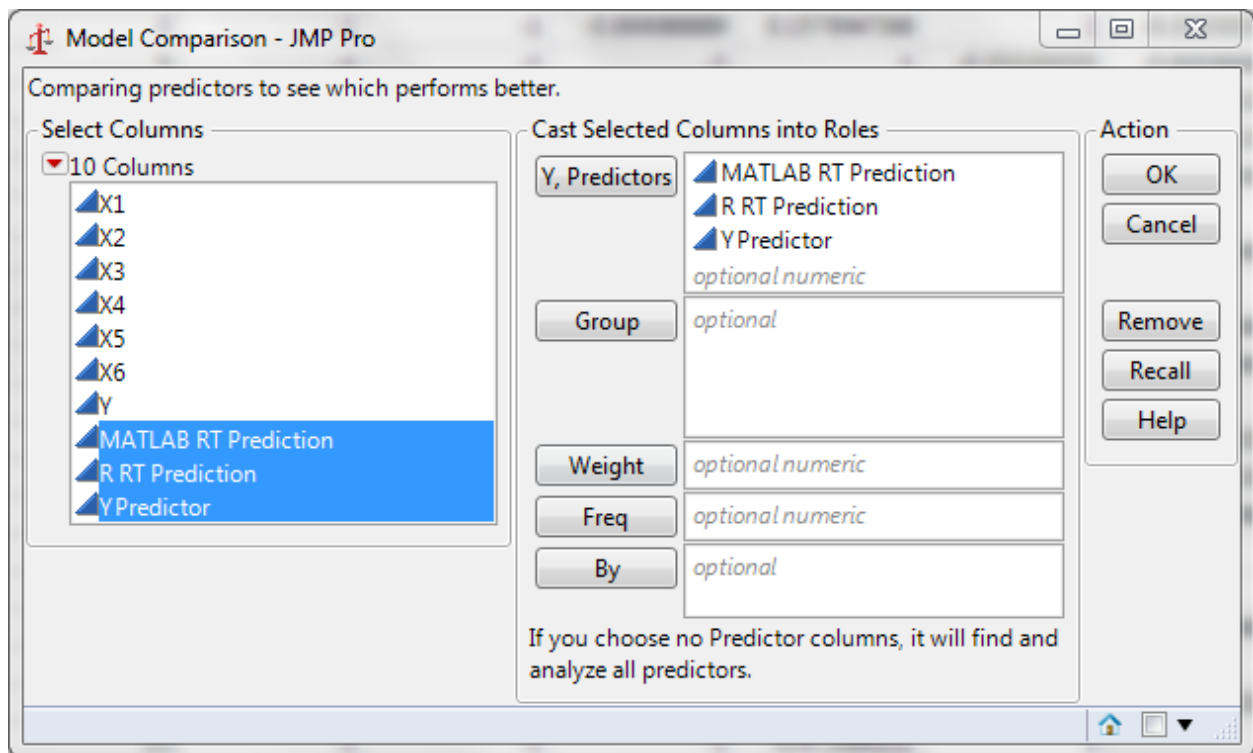 Model Comparison - JMP Pro
Comparing predictors to see which performs better.
Select Columns
10 Columns
X1
X2
X3
X4
X5
X6
Y
MATLAB RT Prediction
R RT Prediction
Y Predictor
Cast Selected Columns into Roles
Y, Predictors
MATLAB RT Prediction
R RT Prediction
Y Predictor
optional numeric
Group
optional
Weight
optional numeric
Freq
optional numeric
By
optional
If you choose no Predictor columns, it will find and
analyze all predictors.
Action
OK
Cancel
Remove
Recall
Help